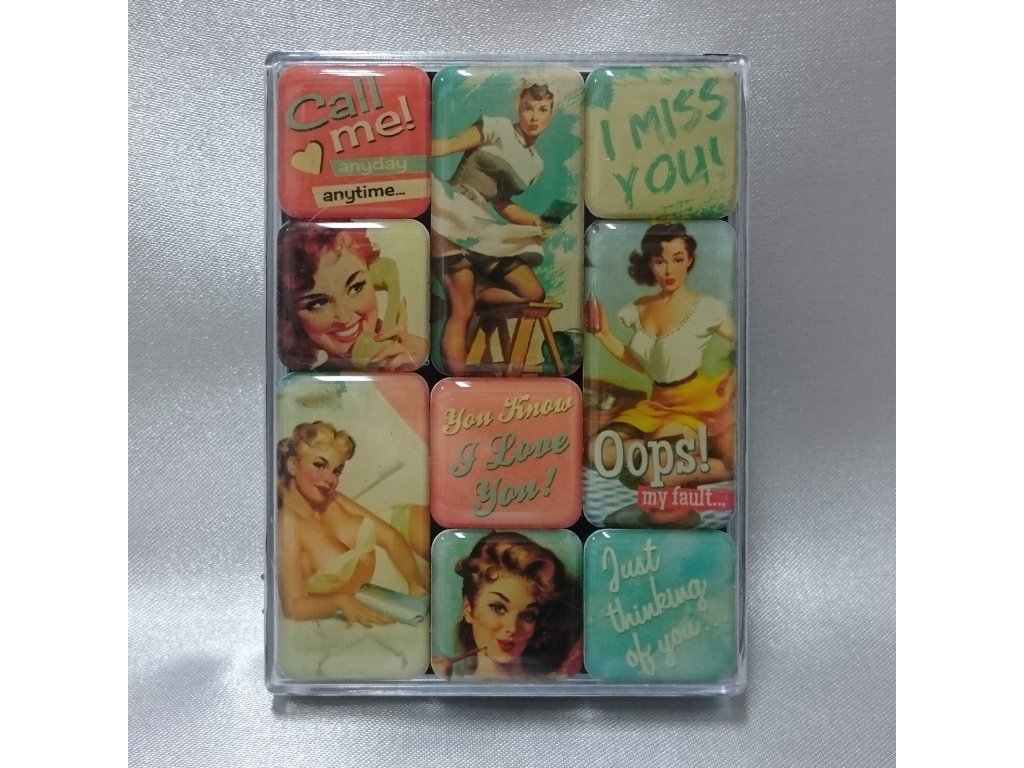 Call
me!
anyday
anytime...
I MISS
YOU!
You Know
I Love
You!
Oops!
my fault...
Just
thinking
of you...